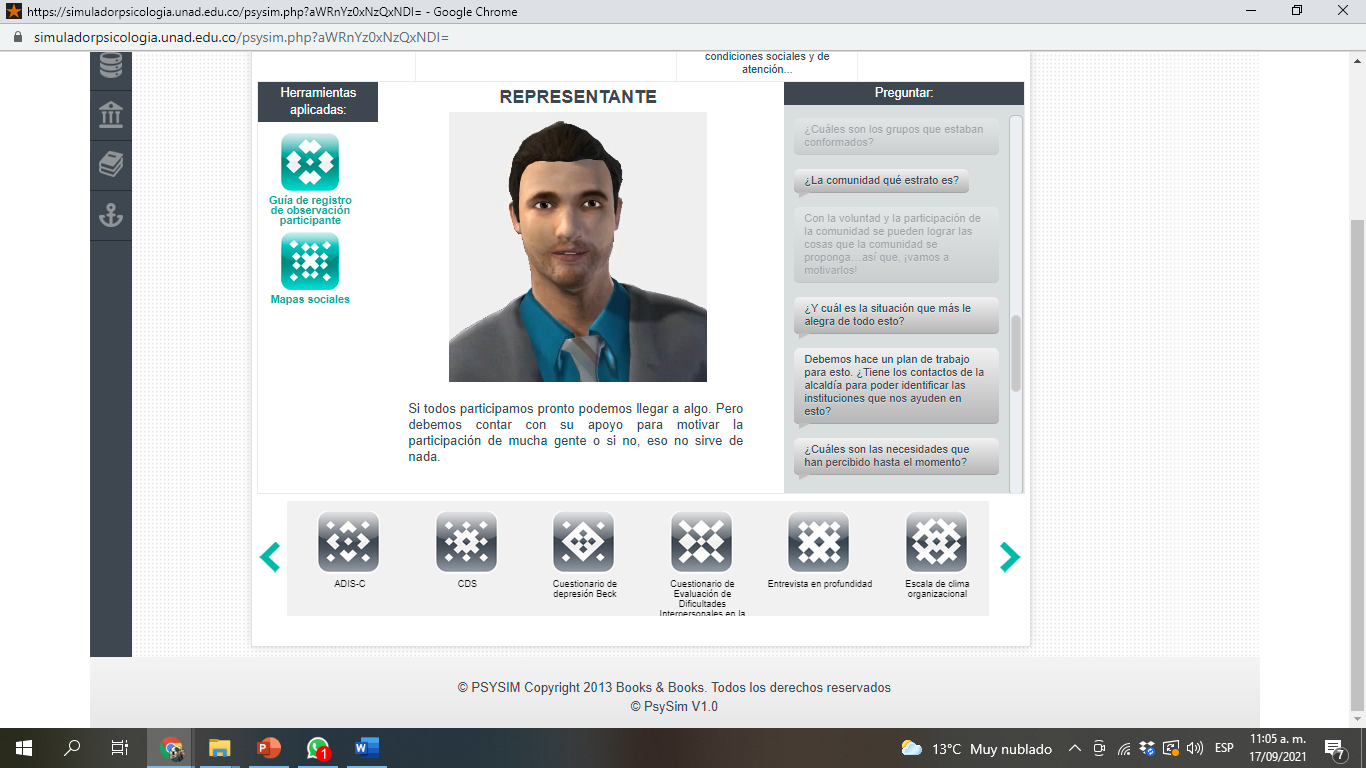 https://simuladorpsicologia.unad.edu.co/psysim.php?aWRnYz0xNzQxNDI= - Google Chrome
simuladorpsicologia.unad.edu.co/psysim.php?aWRnYz0xNzQxNDI=
condiciones sociales y de
atención...
Herramientas
aplicadas:
Guía de registro
de observación
participante
Mapas sociales
REPRESENTANTE
Si todos participamos pronto podemos llegar a algo. Pero
debemos contar con su apoyo para motivar la
participación de mucha gente o si no, eso no sirve de
nada.
Preguntar:
¿Cuáles son los grupos que estaban
conformados?
¿La comunidad qué estrato es?
Con la voluntad y la participación de
la comunidad se pueden lograr las
cosas que la comunidad se
proponga...así que, ¡vamos a
motivarlos!
¿Y cuál es la situación que más le
alegra de todo esto?
Debemos hace un plan de trabajo
para esto. ¿Tiene los contactos de la
alcaldía para poder identificar las
instituciones que nos ayuden en
esto?
¿Cuáles son las necesidades que
han percibido hasta el momento?
ADIS-C
CDS
Cuestionario de
depresión Beck
Cuestionario de
Evaluación de
Dificultades
Interpersonales en la
Entrevista en profundidad
Escala de clima
organizacional
© PSYSIM Copyright 2013 Books & Books. Todos los derechos reservados
© PsySim V1.0
1
13°C Muy nublado
ESP
11:05 a. m.
17/09/2021
7